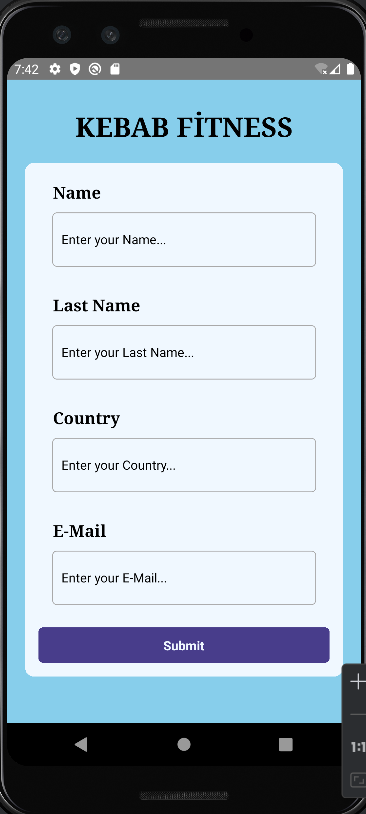 7:42
KEBAB FİTNESS
Name
Enter your Name...
Last Name
Enter your Last Name...
Country
Enter your Country...
E-Mail
Enter your E-Mail...
Submit
1:1